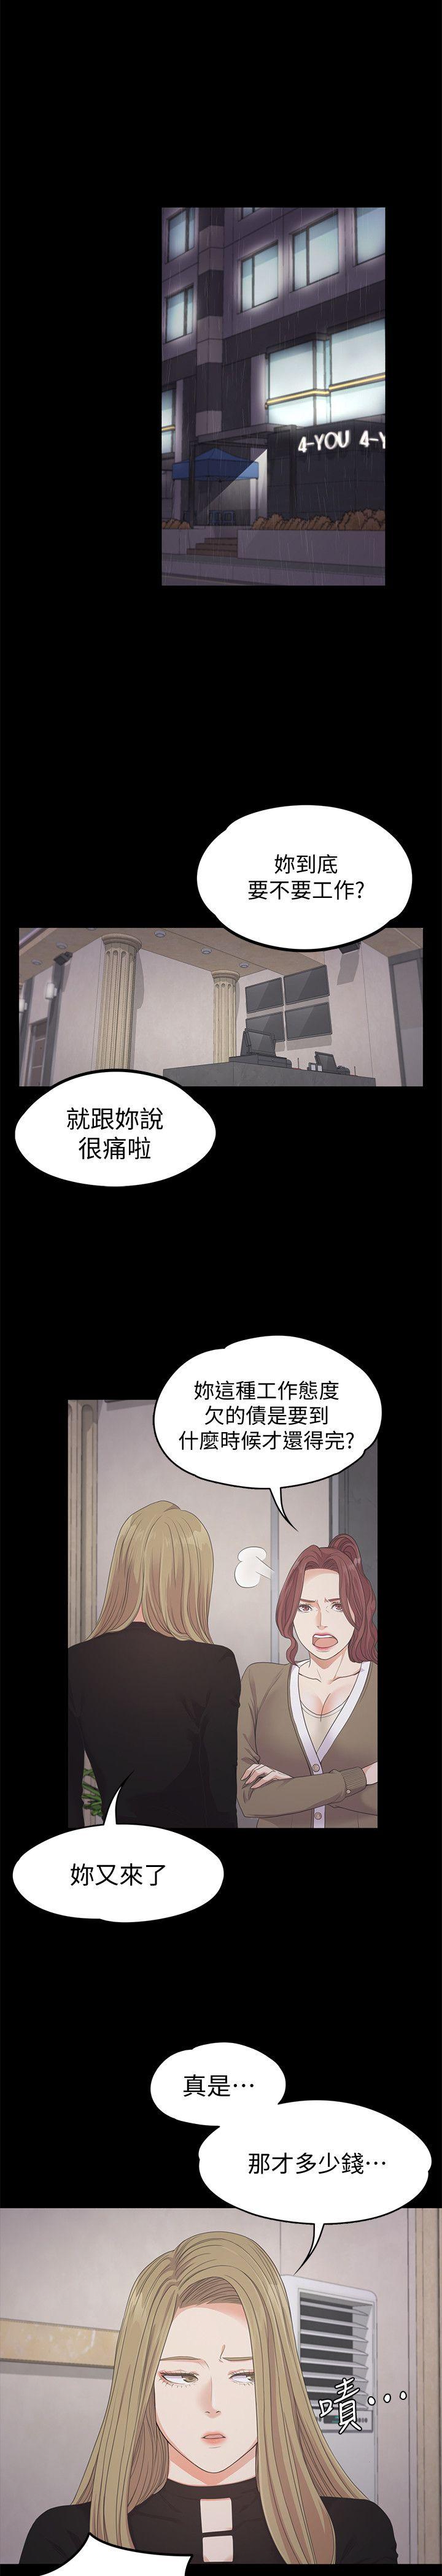 4-YOU 4-Y
妳到底
要不要工作?
就跟妳說
很痛啦
妳這種工作態度
欠的債是要到
什麼時候才還得完?
妳又來了
真是…
那才多少錢…
嘖…